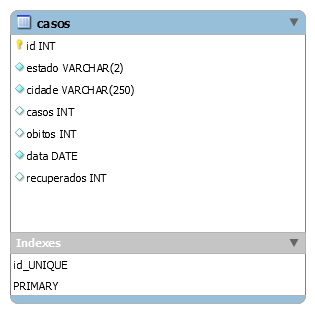 casos
id INT
estado VARCHAR(2)
cidade VARCHAR(250)
casos INT
obitos INT
data DATE
recuperados INT
Indexes
id_UNIQUE
PRIMARY